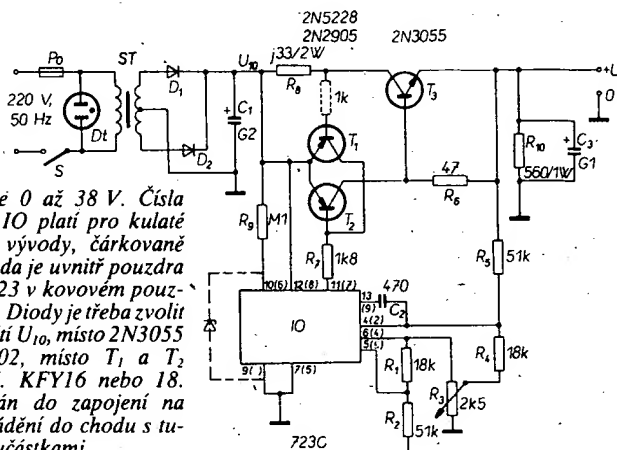 2N5228
2N2905 2N3055
j33/2W
Po ST D₁ U₁₀ R₈ T₃ +U
1k 0
220 V,
50 Hz Dt C₁ G2 T₁ R₁₀ C₃ G1
D₂ 47 560/1W
S R₆
T₂
R₉ M1 R₅ 51k
R₇ 1k8
é 0 až 38 V. Čísla
IO platí pro kulaté
vývody, čárkovaně
da je uvnitř pouzdra
23 v kovovém pouz-
Diody je třeba zvolit
tí U₁₀, místo 2N3055
02, místo T₁ a T₂
KFY16 nebo 18.
án do zapojení na
ádění do chodu s tu-
učástkami.
10(6) 12(8) 11(7) 470
13(9) C₂
IO 4(2)
6(4) R₄ 18k
R₁ 18k
9( ) 7(5) R₃ 2k5
R₂ 51k
723C